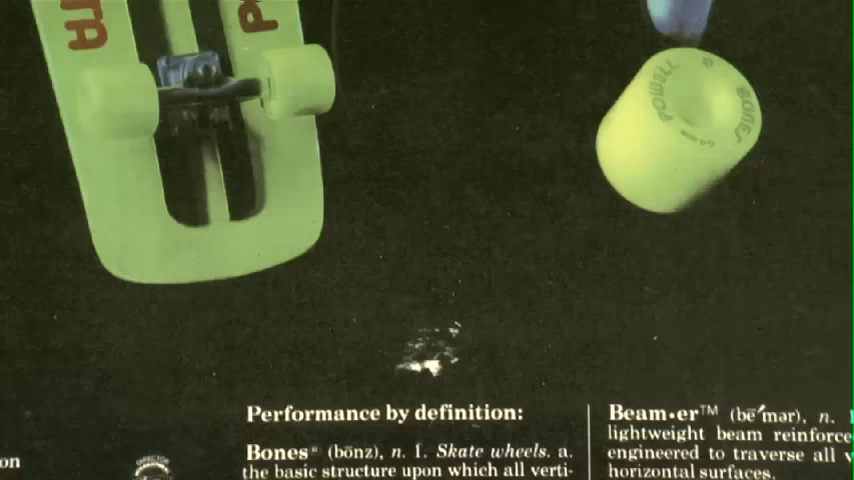 TA
P
POWELL
BONES
Performance by definition:
Bones® (bōnz), n. 1. Skate wheels. a.
the basic structure upon which all verti-
Beam•er™ (bē′mər), n.
lightweight beam reinforce
engineered to traverse all v
horizontal surfaces.
on
DIRECTOR